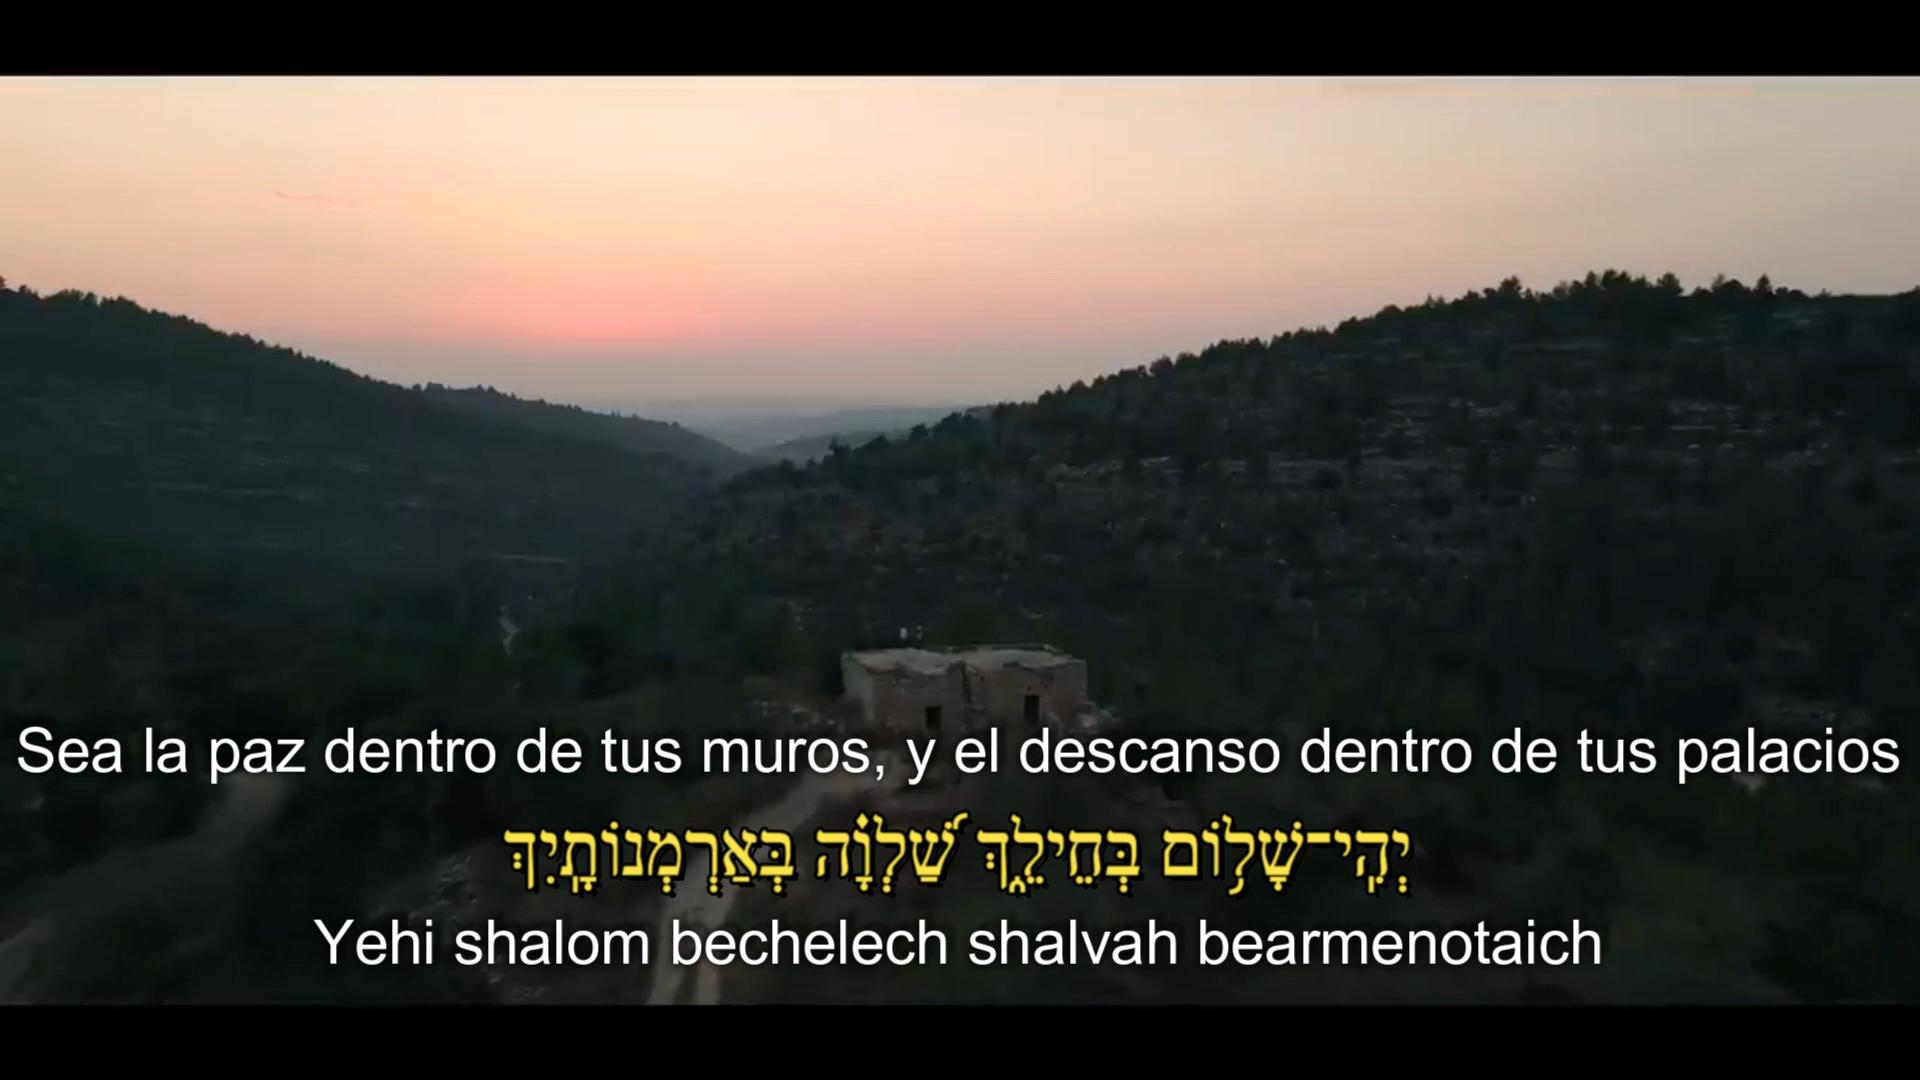 Sea la paz dentro de tus muros, y el descanso dentro de tus palacios
יְהִֽי־שָׁל֥וֹם בְּחֵילֵ֑ךְ שַׁ֝לְוָ֗ה בְּאַרְמְנוֹתָֽיִךְ
Yehi shalom bechelech shalvah bearmenotaich